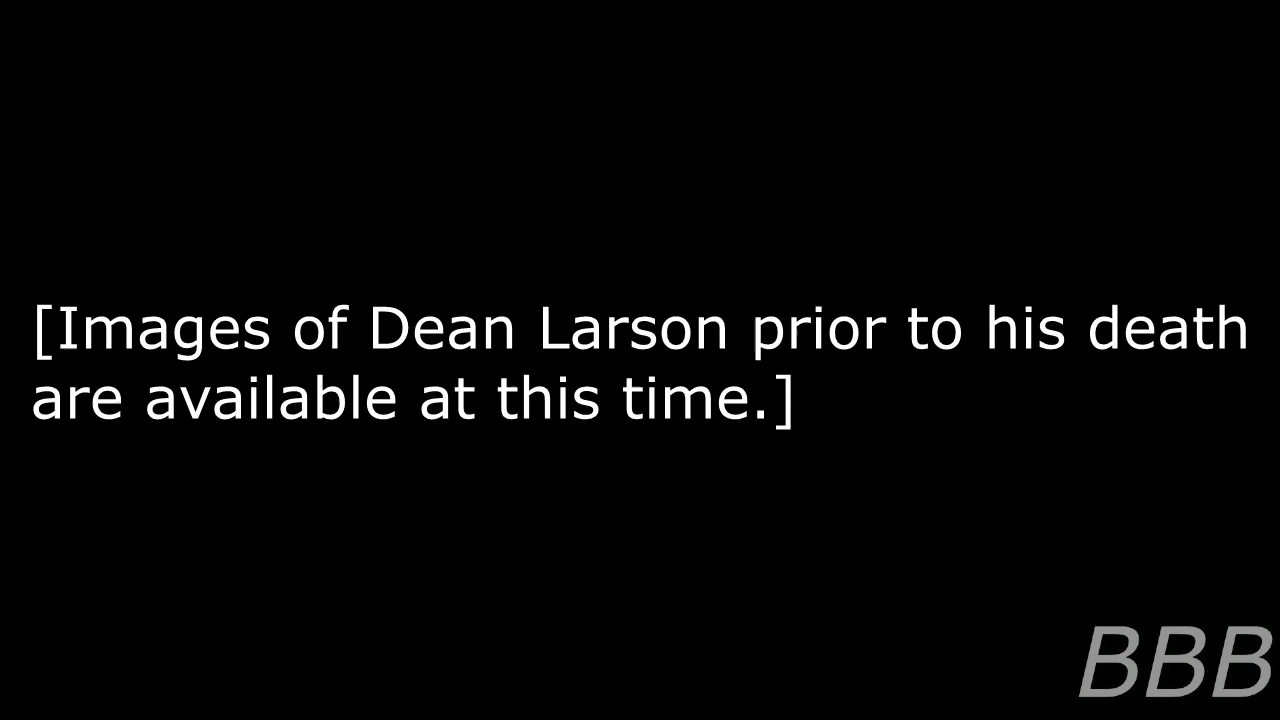 [Images of Dean Larson prior to his death
are available at this time.]
BBB